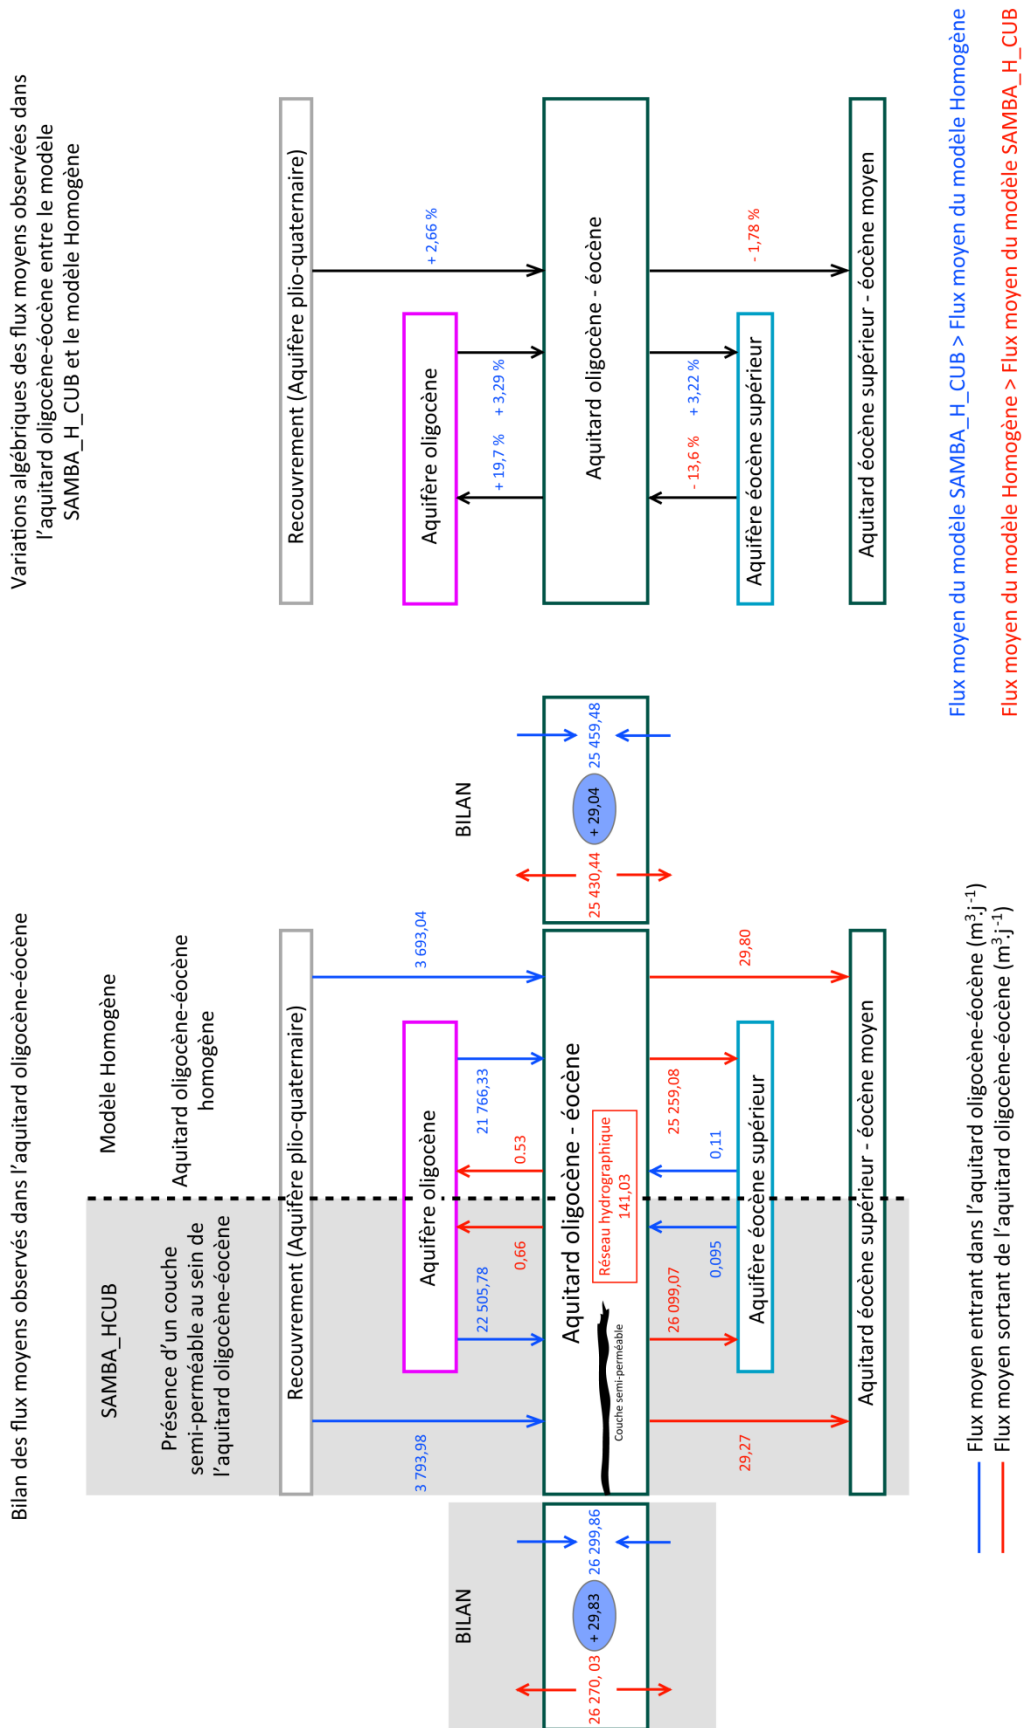 Bilan des flux moyens observés dans l'aquitard oligocène-éocène
SAMBA_HCUB
Présence d'un couche
semi-perméable au sein de
l'aquitard oligocène-éocène
Modèle Homogène
Aquitard oligocène-éocène
homogène
Recouvrement (Aquifère plio-quaternaire)
3 793,98
3 693,04
Aquifère oligocène
22 505,78
0,66
0.53
21 766,33
BILAN
26 270, 03
+ 29,83
26 299,86
Aquitard oligocène - éocène
Couche semi-perméable
Réseau hydrographique
141,03
BILAN
25 430,44
+ 29,04
25 459,48
29,27
26 099,07
0,095
0,11
25 259,08
29,80
Aquifère éocène supérieur
Aquitard éocène supérieur - éocène moyen
Flux moyen entrant dans l'aquitard oligocène-éocène (m³.j⁻¹)
Flux moyen sortant de l'aquitard oligocène-éocène (m³.j⁻¹)
Variations algébriques des flux moyens observées dans
l'aquitard oligocène-éocène entre le modèle
SAMBA_H_CUB et le modèle Homogène
Recouvrement (Aquifère plio-quaternaire)
+ 2,66 %
Aquifère oligocène
+ 19,7 %
+ 3,29 %
Aquitard oligocène - éocène
- 13,6 %
+ 3,22 %
- 1,78 %
Aquifère éocène supérieur
Aquitard éocène supérieur - éocène moyen
Flux moyen du modèle SAMBA_H_CUB > Flux moyen du modèle Homogène
Flux moyen du modèle Homogène > Flux moyen du modèle SAMBA_H_CUB